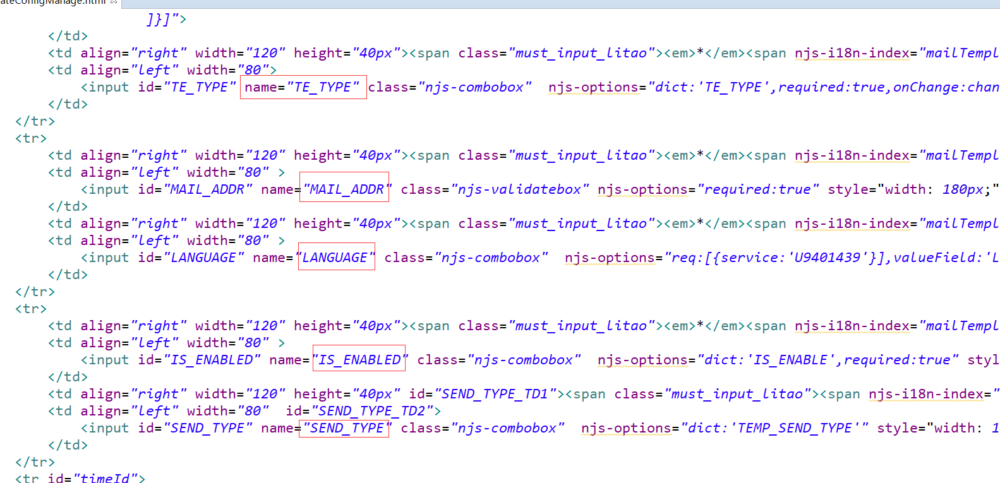 ateConfigManage.html
]}]">
</td>
<td align="right" width="120" height="40px"><span class="must_input_litao"><em>*</em><span njs-i18n-index="mailTempl
<td align="left" width="80">
<input id="TE_TYPE" name="TE_TYPE" class="njs-combobox"  njs-options="dict:'TE_TYPE',required:true,onChange:chan
</td>
</tr>
<tr>
<td align="right" width="120" height="40px"><span class="must_input_litao"><em>*</em><span njs-i18n-index="mailTempl
<td align="left" width="80" >
<input id="MAIL_ADDR" name="MAIL_ADDR" class="njs-validatebox" njs-options="required:true" style="width: 180px;"
</td>
<td align="right" width="120" height="40px"><span class="must_input_litao"><em>*</em><span njs-i18n-index="mailTempl
<td align="left" width="80" >
<input id="LANGUAGE" name="LANGUAGE" class="njs-combobox"  njs-options="req:[{service:'U9401439'}],valueField:'L
</td>
</tr>
<tr>
<td align="right" width="120" height="40px"><span class="must_input_litao"><em>*</em><span njs-i18n-index="mailTempl
<td align="left" width="80" >
<input id="IS_ENABLED" name="IS_ENABLED" class="njs-combobox"  njs-options="dict:'IS_ENABLE',required:true" styl
</td>
<td align="right" width="120" height="40px" id="SEND_TYPE_TD1"><span class="must_input_litao"><span njs-i18n-index="
<td align="left" width="80"  id="SEND_TYPE_TD2">
<input id="SEND_TYPE" name="SEND_TYPE" class="njs-combobox"  njs-options="dict:'TEMP_SEND_TYPE'" style="width: 1
</td>
</tr>
<tr id="timeId">